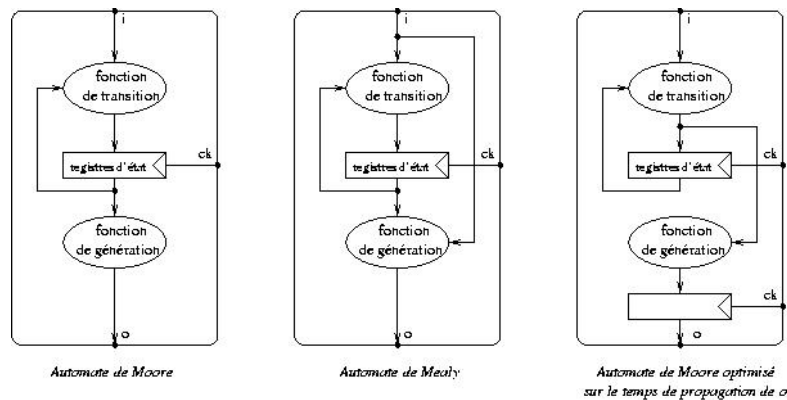 i
fonction
de transition
ck
registres d'état
fonction
de génération
o
Automate de Moore
i
fonction
de transition
ck
registres d'état
fonction
de génération
o
Automate de Mealy
i
fonction
de transition
ck
registres d'état
fonction
de génération
ck
o
Automate de Moore optimisé
sur le temps de propagation de o